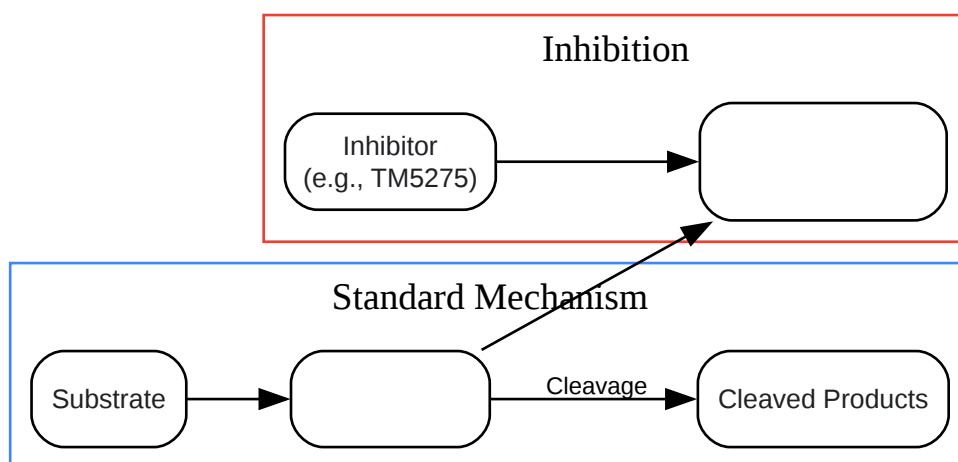 Inhibition
Inhibitor
(e.g., TM5275)
Standard Mechanism
Substrate
Cleavage
Cleaved Products